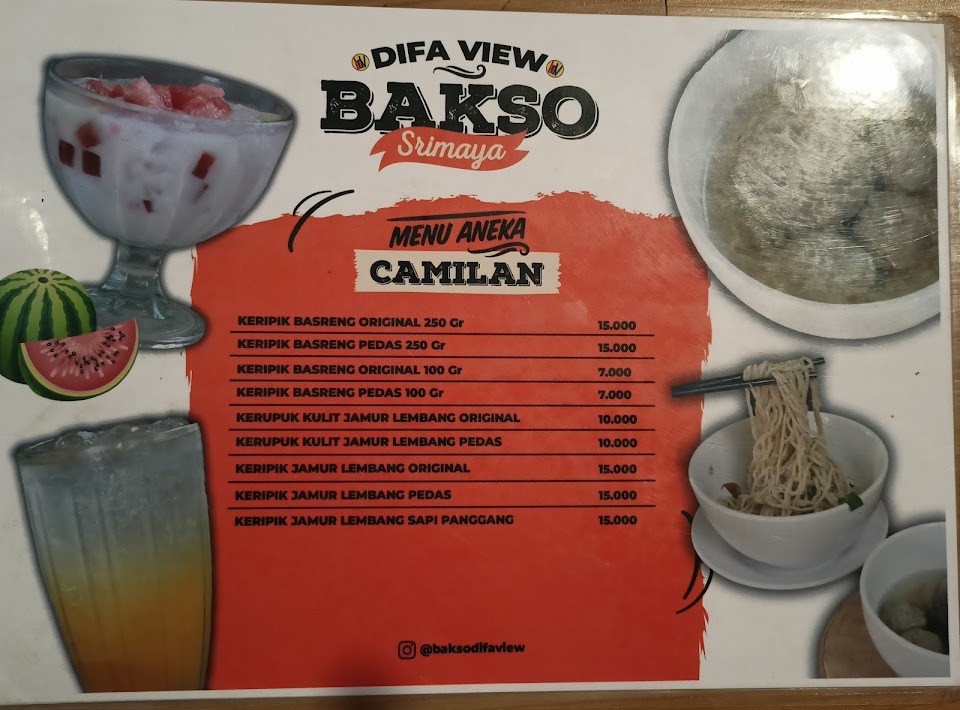 DIFA VIEW
BAKSO
Srimaya
MENU ANEKA
CAMILAN
KERIPIK BASRENG ORIGINAL 250 Gr 15.000
KERIPIK BASRENG PEDAS 250 Gr 15.000
KERIPIK BASRENG ORIGINAL 100 Gr 7.000
KERIPIK BASRENG PEDAS 100 Gr 7.000
KERUPUK KULIT JAMUR LEMBANG ORIGINAL 10.000
KERUPUK KULIT JAMUR LEMBANG PEDAS 10.000
KERIPIK JAMUR LEMBANG ORIGINAL 15.000
KERIPIK JAMUR LEMBANG PEDAS 15.000
KERIPIK JAMUR LEMBANG SAPI PANGGANG 15.000
@baksodifaview